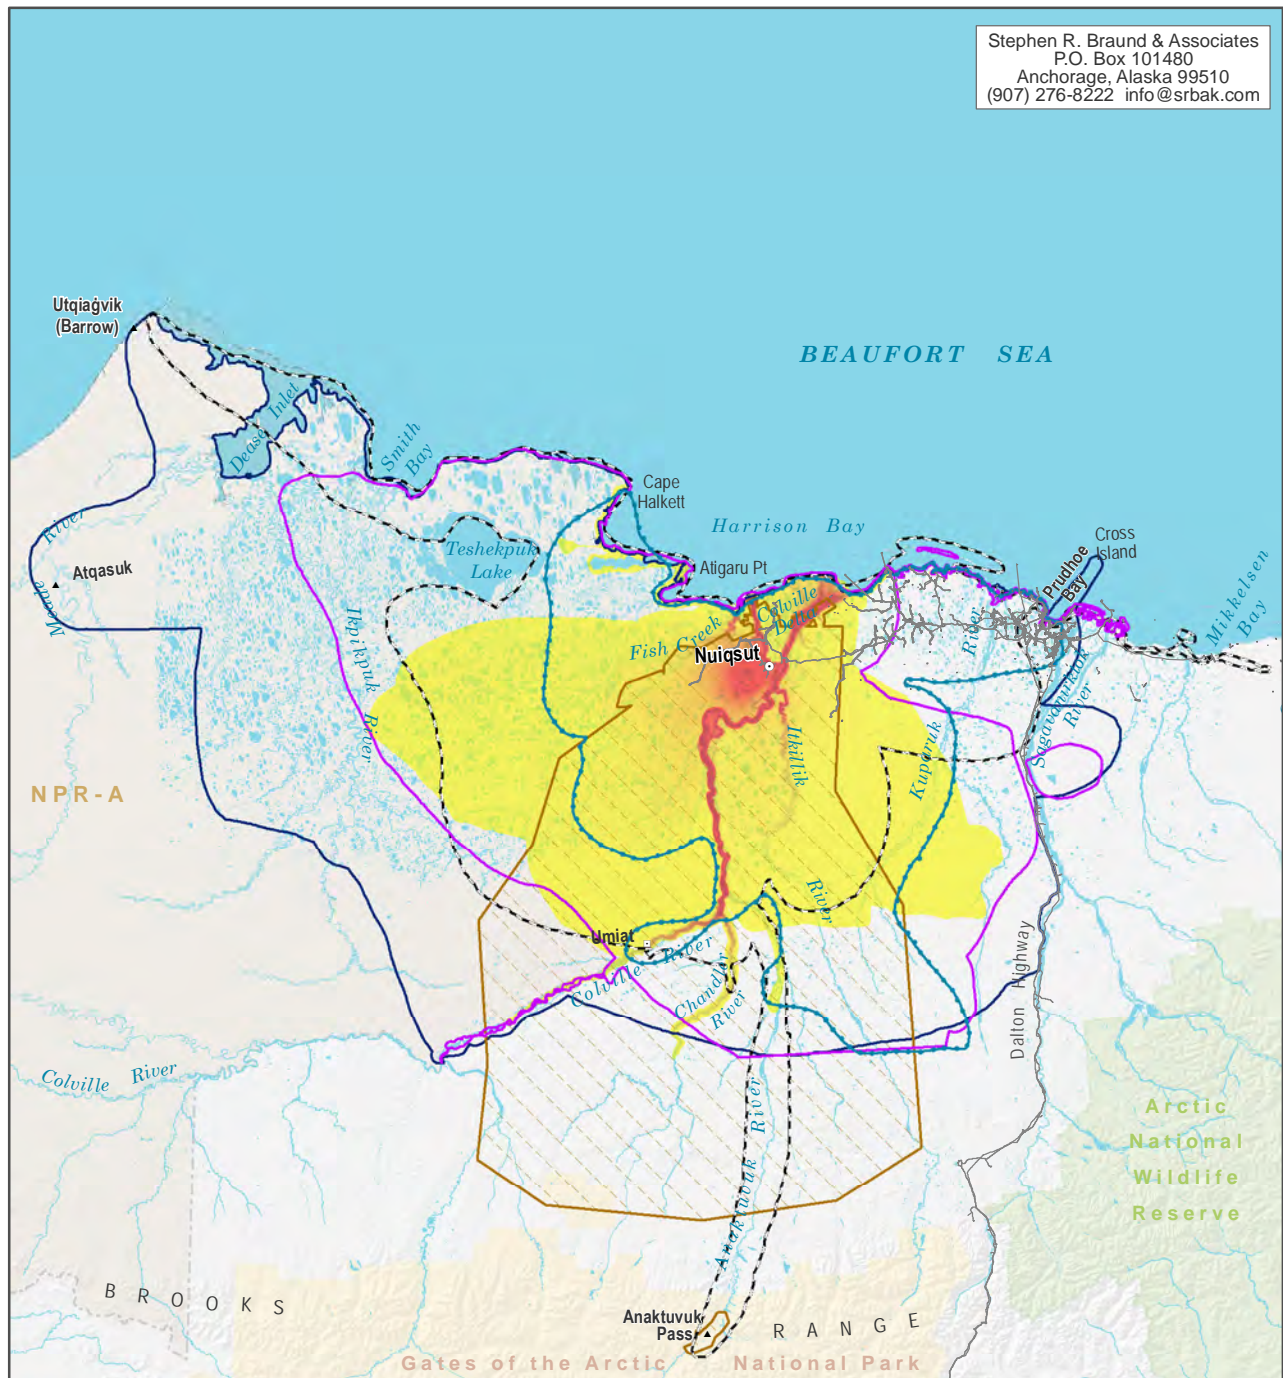 Stephen R. Braund & Associates
P.O. Box 101480
Anchorage, Alaska 99510
(907) 276-8222 info@srbak.com
Utqiaġvik
(Barrow)
BEAUFORT SEA
Dease Inlet
Smith
Bay
Cape
Halkett
Harrison Bay
Cross
Island
Prudhoe
Bay
Mikkelsen
Bay
Teshekpuk
Lake
Atigaru Pt
Atqasuk
Meade
River
Colville
Delta
Fish Creek
Nuiqsut
Ikpikpuk
River
Itkillik
River
Kuparuk
River
Sagavanirktok
River
NPR-A
Umiat
Colville River
Chandler
River
Dalton Highway
Colville River
Anaktuvuk River
Arctic
National
Wildlife
Reserve
BROOKS
RANGE
Anaktuvuk
Pass
Gates of the Arctic National Park